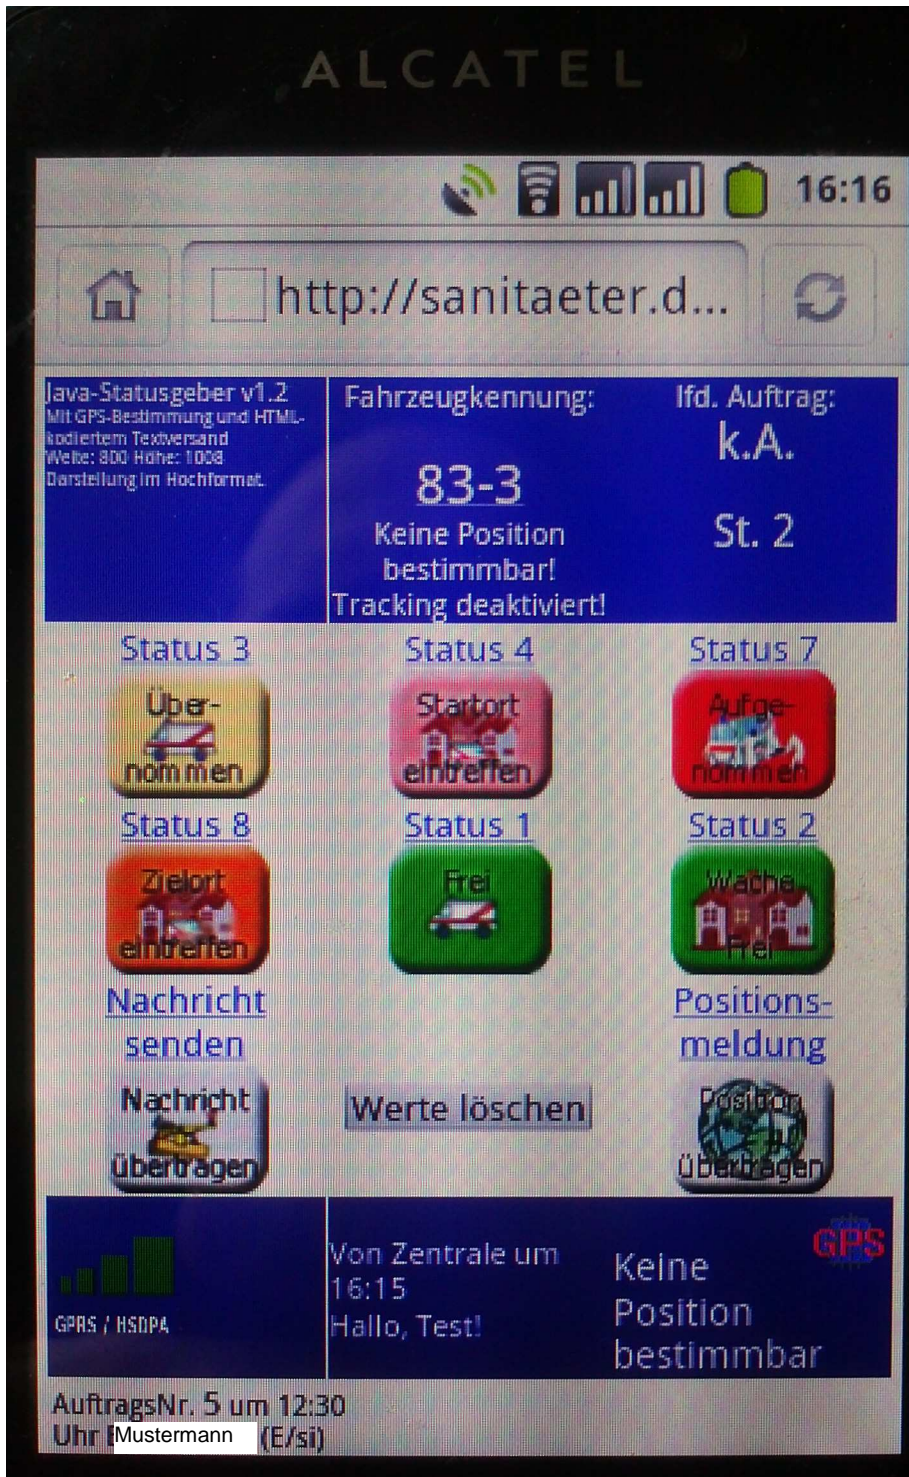 ALCATEL
16:16
http://sanitaeter.d...
Java-Statusgeber v1.2
Mit GPS-Bestimmung und HTML-
kodiertem Textversand
Weite: 800 Höhe: 1008
Darstellung im Hochformat.
Fahrzeugkennung:
83-3
Keine Position
bestimmbar!
Tracking deaktiviert!
lfd. Auftrag:
k.A.
St. 2
Status 3
Über-
nommen
Status 4
Startort
eintreffen
Status 7
Aufge-
nommen
Status 8
Zielort
eintreffen
Status 1
Frei
Status 2
Wache
Frei
Nachricht
senden
Nachricht
übertragen
Werte löschen
Positions-
meldung
Position
übertragen
GPRS / HSDPA
Von Zentrale um
16:15
Hallo, Test!
GPS
Keine
Position
bestimmbar
AuftragsNr. 5 um 12:30
Uhr Mustermann (E/si)